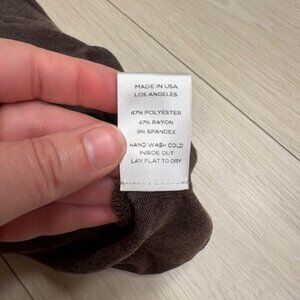 MADE IN USA
LOS ANGELES
47% POLYESTER
47% RAYON
6% SPANDEX
HAND WASH COLD
INSIDE OUT
LAY FLAT TO DRY